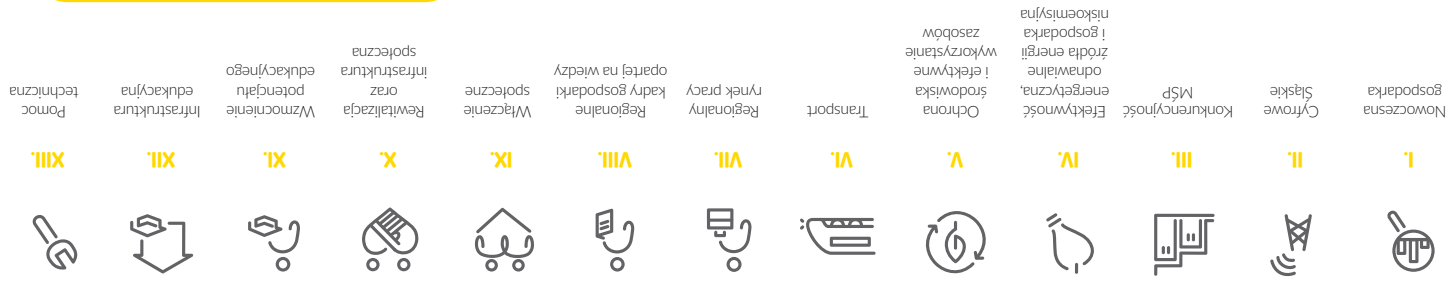 I.
Nowoczesna
gospodarka
II.
Cyfrowe
Śląskie
III.
Konkurencyjność
MŚP
IV.
Efektywność
energetyczna,
odnawialne
źródła energii
i gospodarka
niskoemisyjna
V.
Ochrona
środowiska
i efektywne
wykorzystanie
zasobów
VI.
Transport
VII.
Regionalny
rynek pracy
VIII.
Regionalne
kadry gospodarki
opartej na wiedzy
IX.
Włączenie
społeczne
X.
Rewitalizacja
oraz
infrastruktura
społeczna
XI.
Wzmocnienie
potencjału
edukacyjnego
XII.
Infrastruktura
edukacyjna
XIII.
Pomoc
techniczna